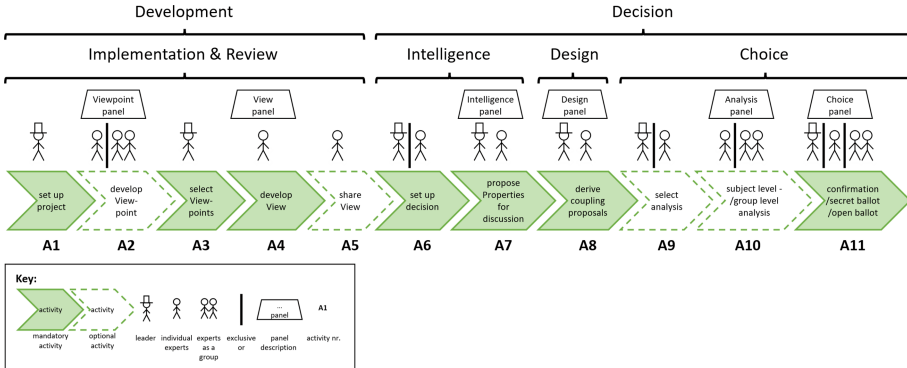 Development
Decision
Implementation & Review
Intelligence
Design
Choice
Viewpoint
panel
View
panel
Intelligence
panel
Design
panel
Analysis
panel
Choice
panel
set up
project
develop
View-
point
select
View-
points
develop
View
share
View
set up
decision
propose
Properties
for
discussion
derive
coupling
proposals
select
analysis
subject level -
/group level
analysis
confirmation
/secret ballot
/open ballot
A1
A2
A3
A4
A5
A6
A7
A8
A9
A10
A11
Key:
activity
activity
...
panel
A1
mandatory
activity
optional
activity
leader
individual
experts
experts
as a
group
exclusive
or
panel
description
activity nr.